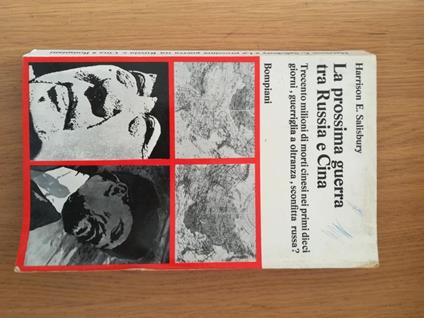 Harrison E. Salisbury
La prossima guerra
tra Russia e Cina
Trecento milioni di morti cinesi nei primi dieci
giorni, guerriglia a oltranza, sconfitta russa?
Bompiani